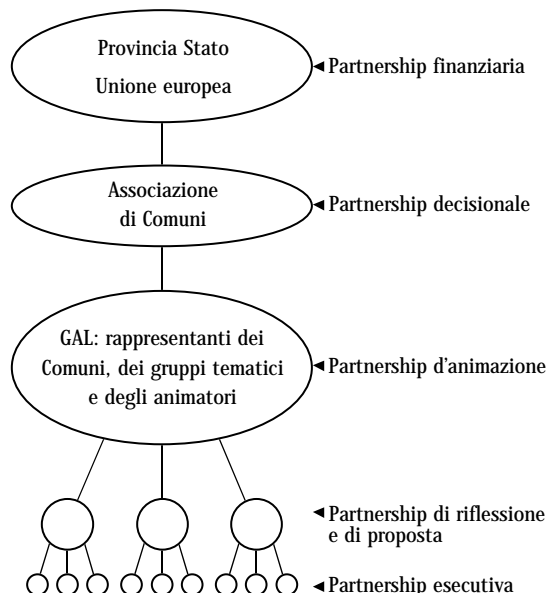 Provincia Stato
Unione europea
◄ Partnership finanziaria
Associazione
di Comuni
◄ Partnership decisionale
GAL: rappresentanti dei
Comuni, dei gruppi tematici
e degli animatori
◄ Partnership d'animazione
◄ Partnership di riflessione
e di proposta
◄ Partnership esecutiva